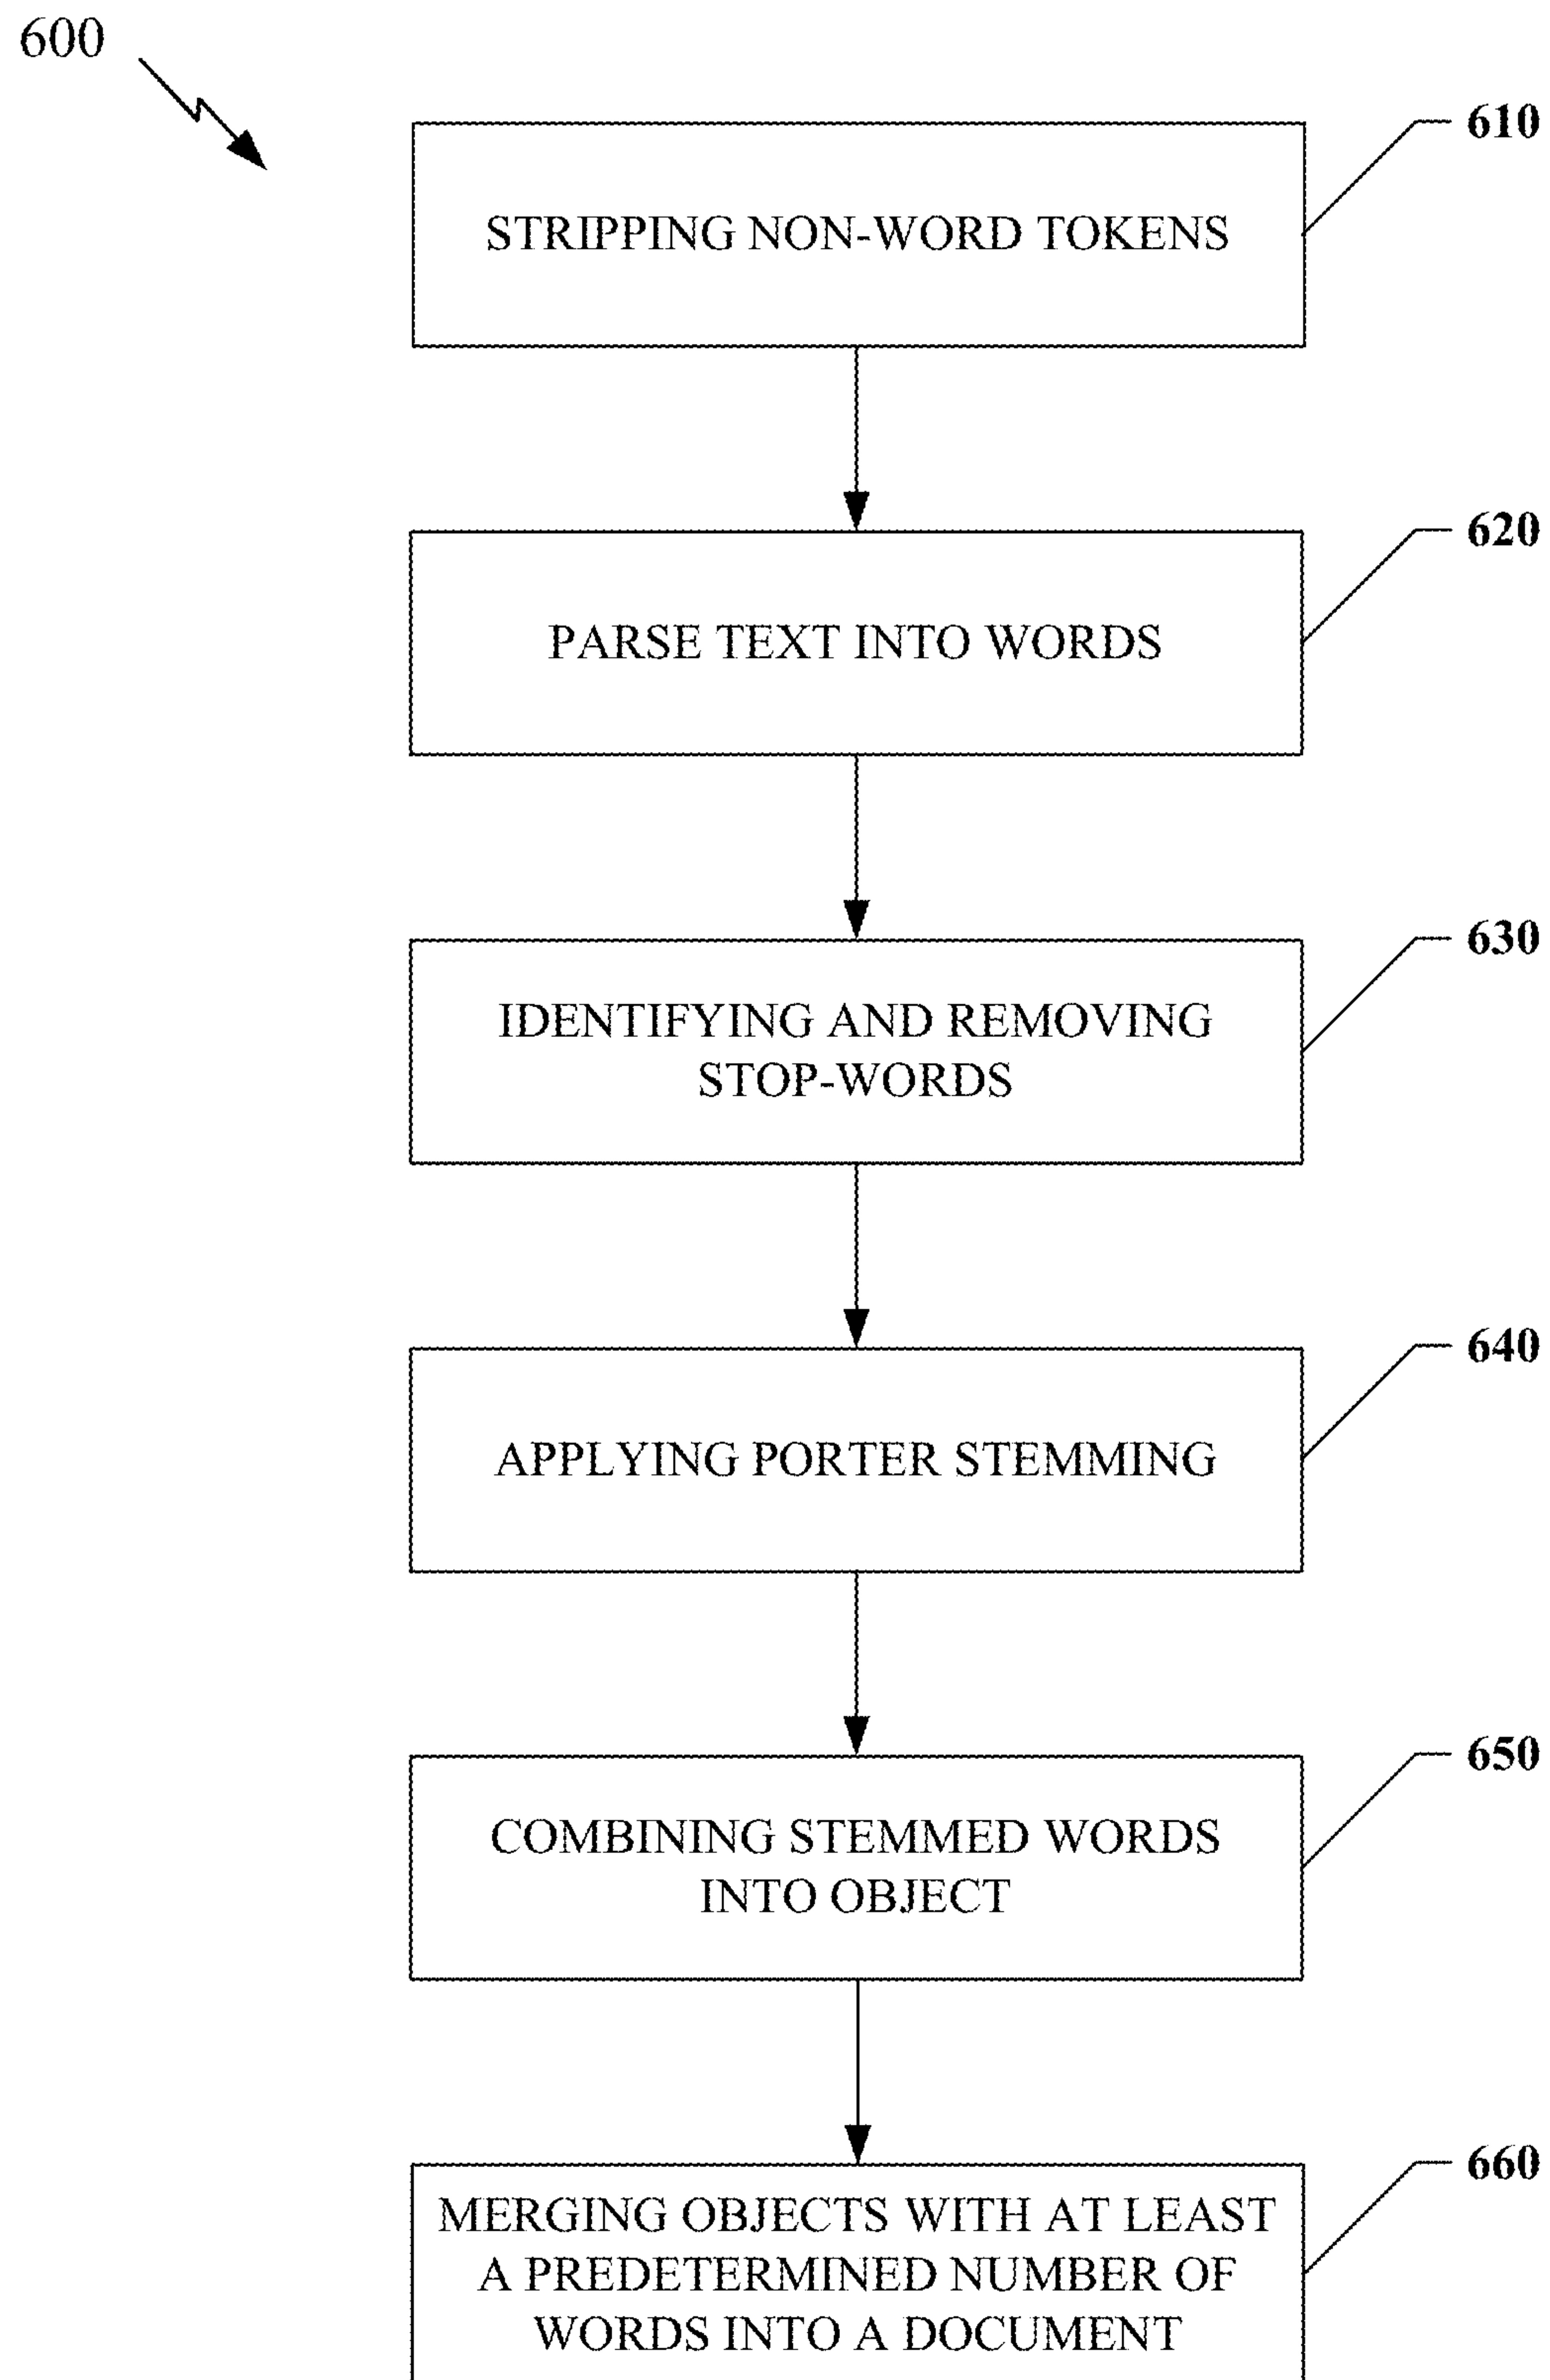 600
610
STRIPPING NON-WORD TOKENS
620
PARSE TEXT INTO WORDS
630
IDENTIFYING AND REMOVING
STOP-WORDS
640
APPLYING PORTER STEMMING
650
COMBINING STEMMED WORDS
INTO OBJECT
660
MERGING OBJECTS WITH AT LEAST
A PREDETERMINED NUMBER OF
WORDS INTO A DOCUMENT